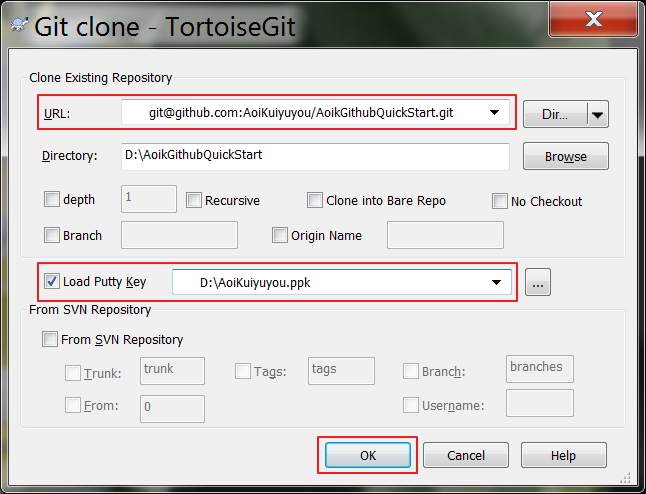 Git clone - TortoiseGit
Clone Existing Repository
URL: git@github.com:AoiKuiyuyou/AoikGithubQuickStart.git Dir...
Directory: D:\AoikGithubQuickStart Browse
depth 1 Recursive Clone into Bare Repo No Checkout
Branch Origin Name
Load Putty Key D:\AoiKuiyuyou.ppk ...
From SVN Repository
From SVN Repository
Trunk: trunk Tags: tags Branch: branches
From: 0 Username:
OK Cancel Help